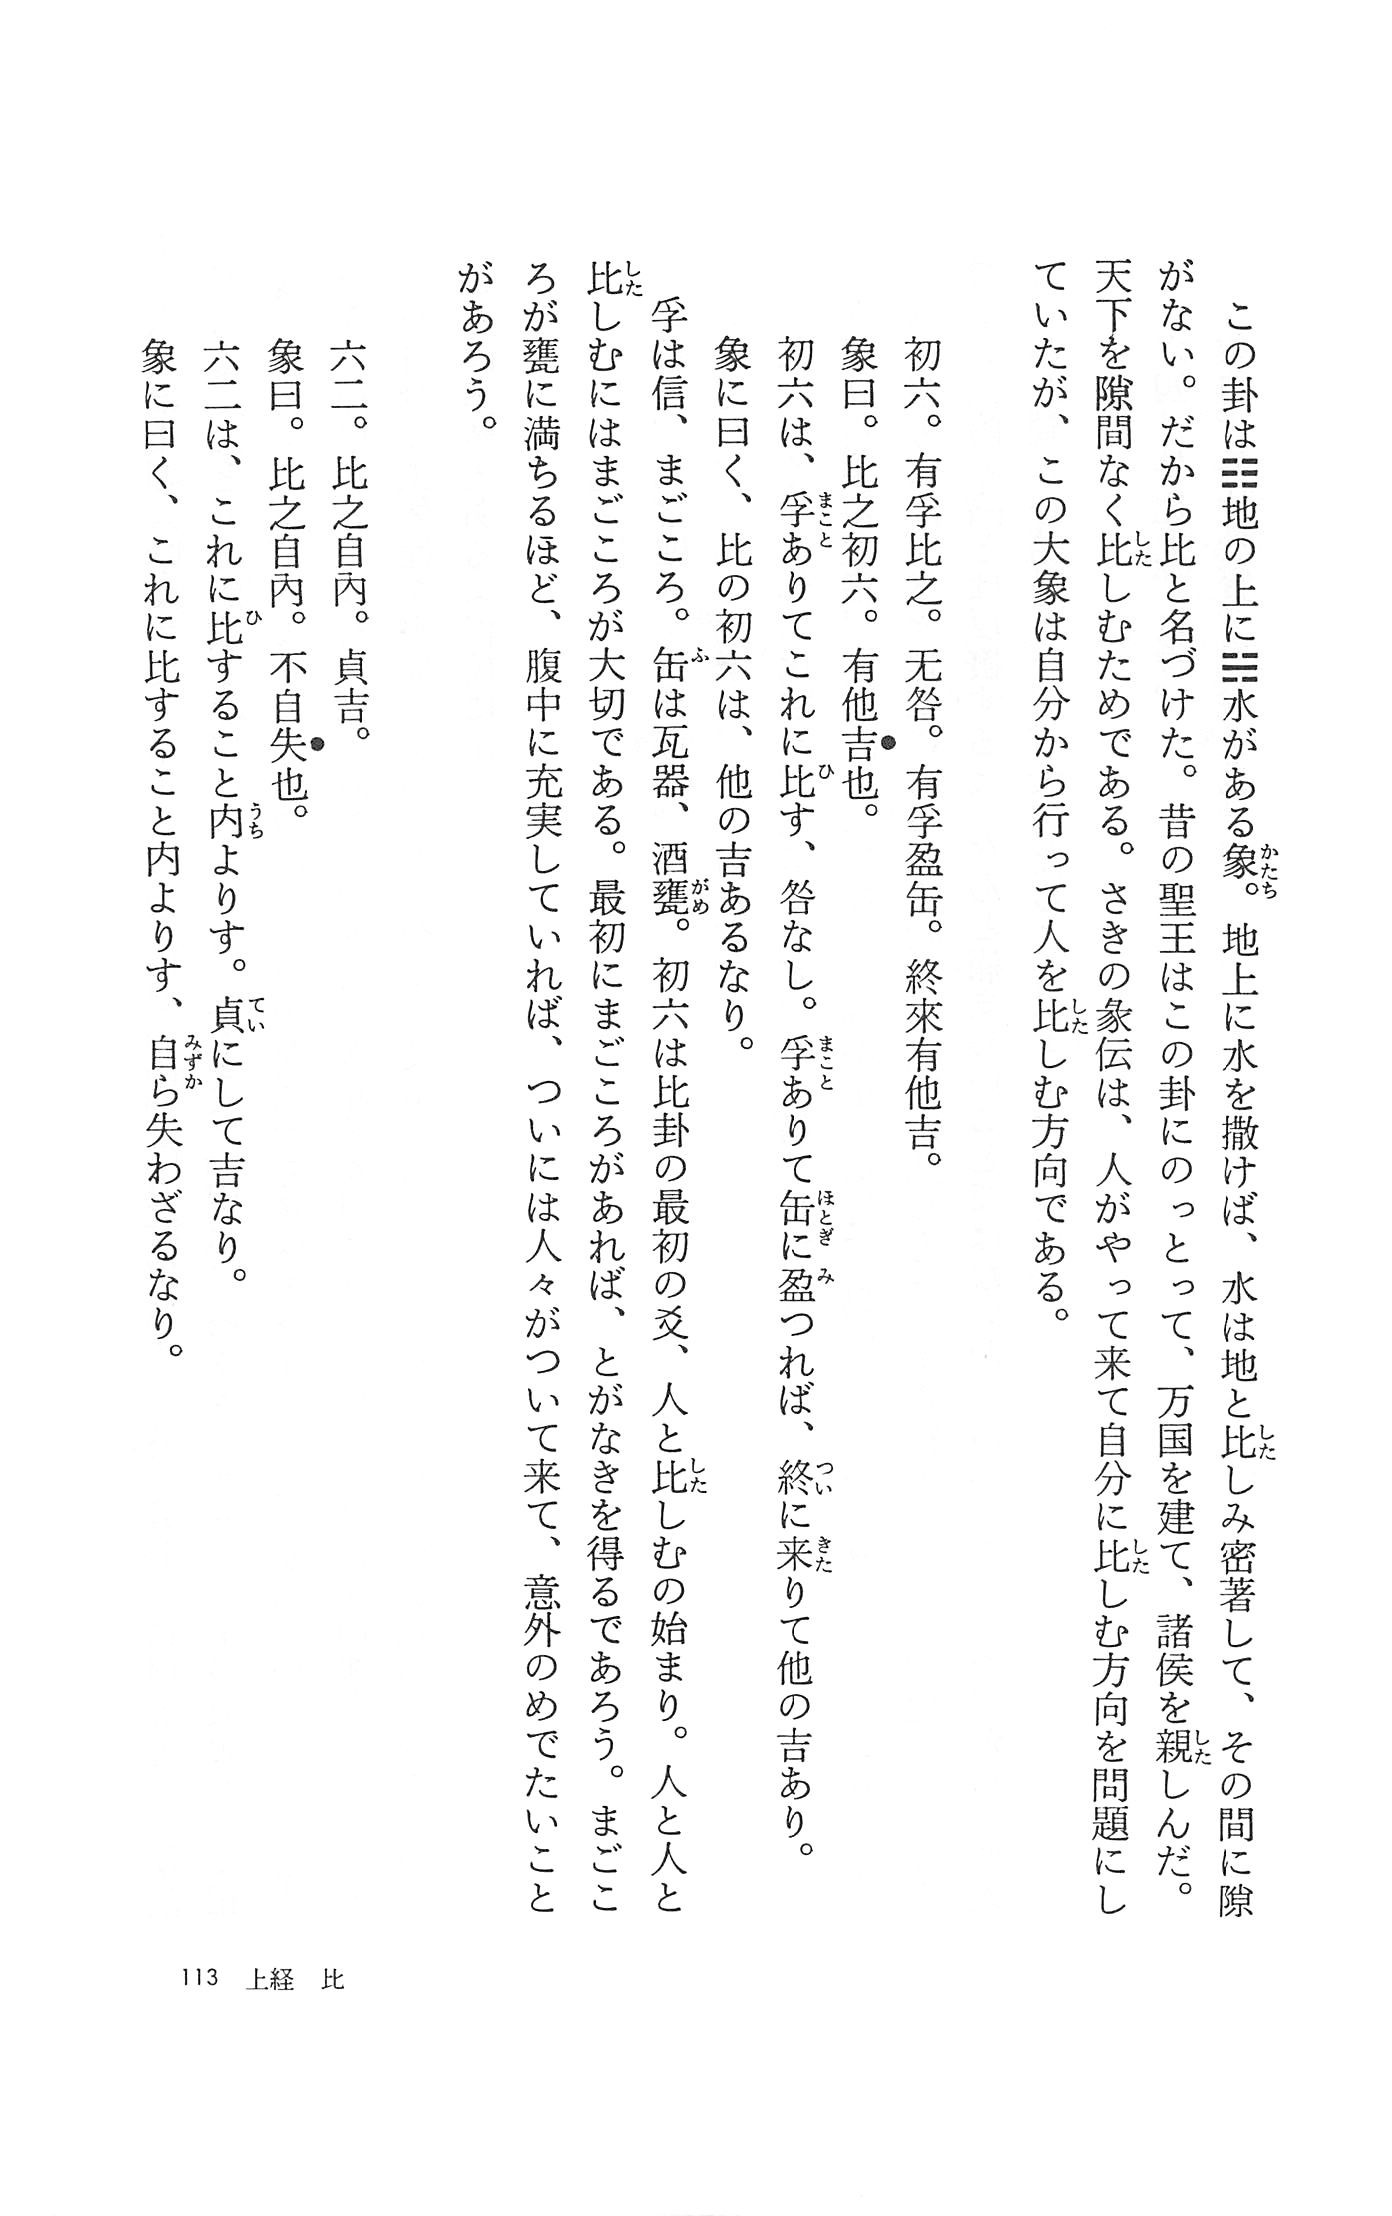 この卦は☷地の上に☵水がある象。地上に水を撒けば、水は地と比しみ密著して、その間に隙
がない。だから比と名づけた。昔の聖王はこの卦にのっとって、万国を建て、諸侯を親しんだ。
天下を隙間なく比しむためである。さきの彖伝は、人がやって来て自分に比しむ方向を問題にし
ていたが、この大象は自分から行って人を比しむ方向である。
初六。有孚比之。无咎。有孚盈缶。終來有他吉。
象曰。比之初六。有他吉也。
初六は、孚ありてこれに比す、咎なし。孚ありて缶に盈つれば、終に来りて他の吉あり。
象に曰く、比の初六は、他の吉あるなり。
孚は信、まごころ。缶は瓦器、酒甕。初六は比卦の最初の爻、人と比しむの始まり。人と人と
比しむにはまごころが大切である。最初にまごころがあれば、とがなきを得るであろう。まごこ
ろが甕に満ちるほど、腹中に充実していれば、ついには人々がついて来て、意外のめでたいこと
があろう。
六二。比之自內。貞吉。
象曰。比之自內。不自失也。
六二は、これに比すること内よりす。貞にして吉なり。
象に曰く、これに比すること内よりす、自ら失わざるなり。
113 上経 比